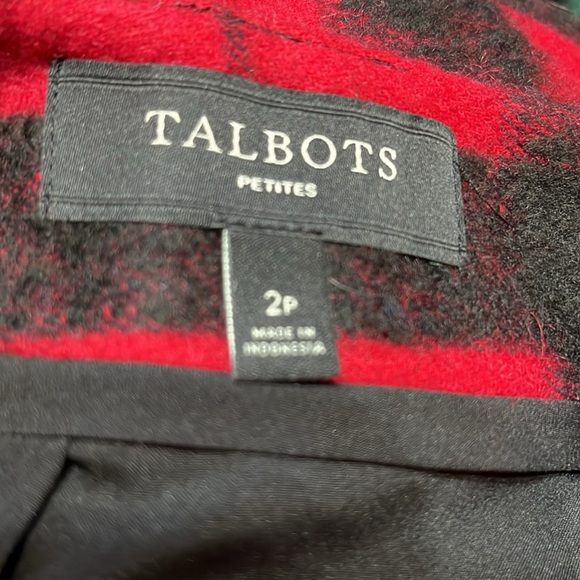 TALBOTS
PETITES
2P
MADE IN
INDONESIA